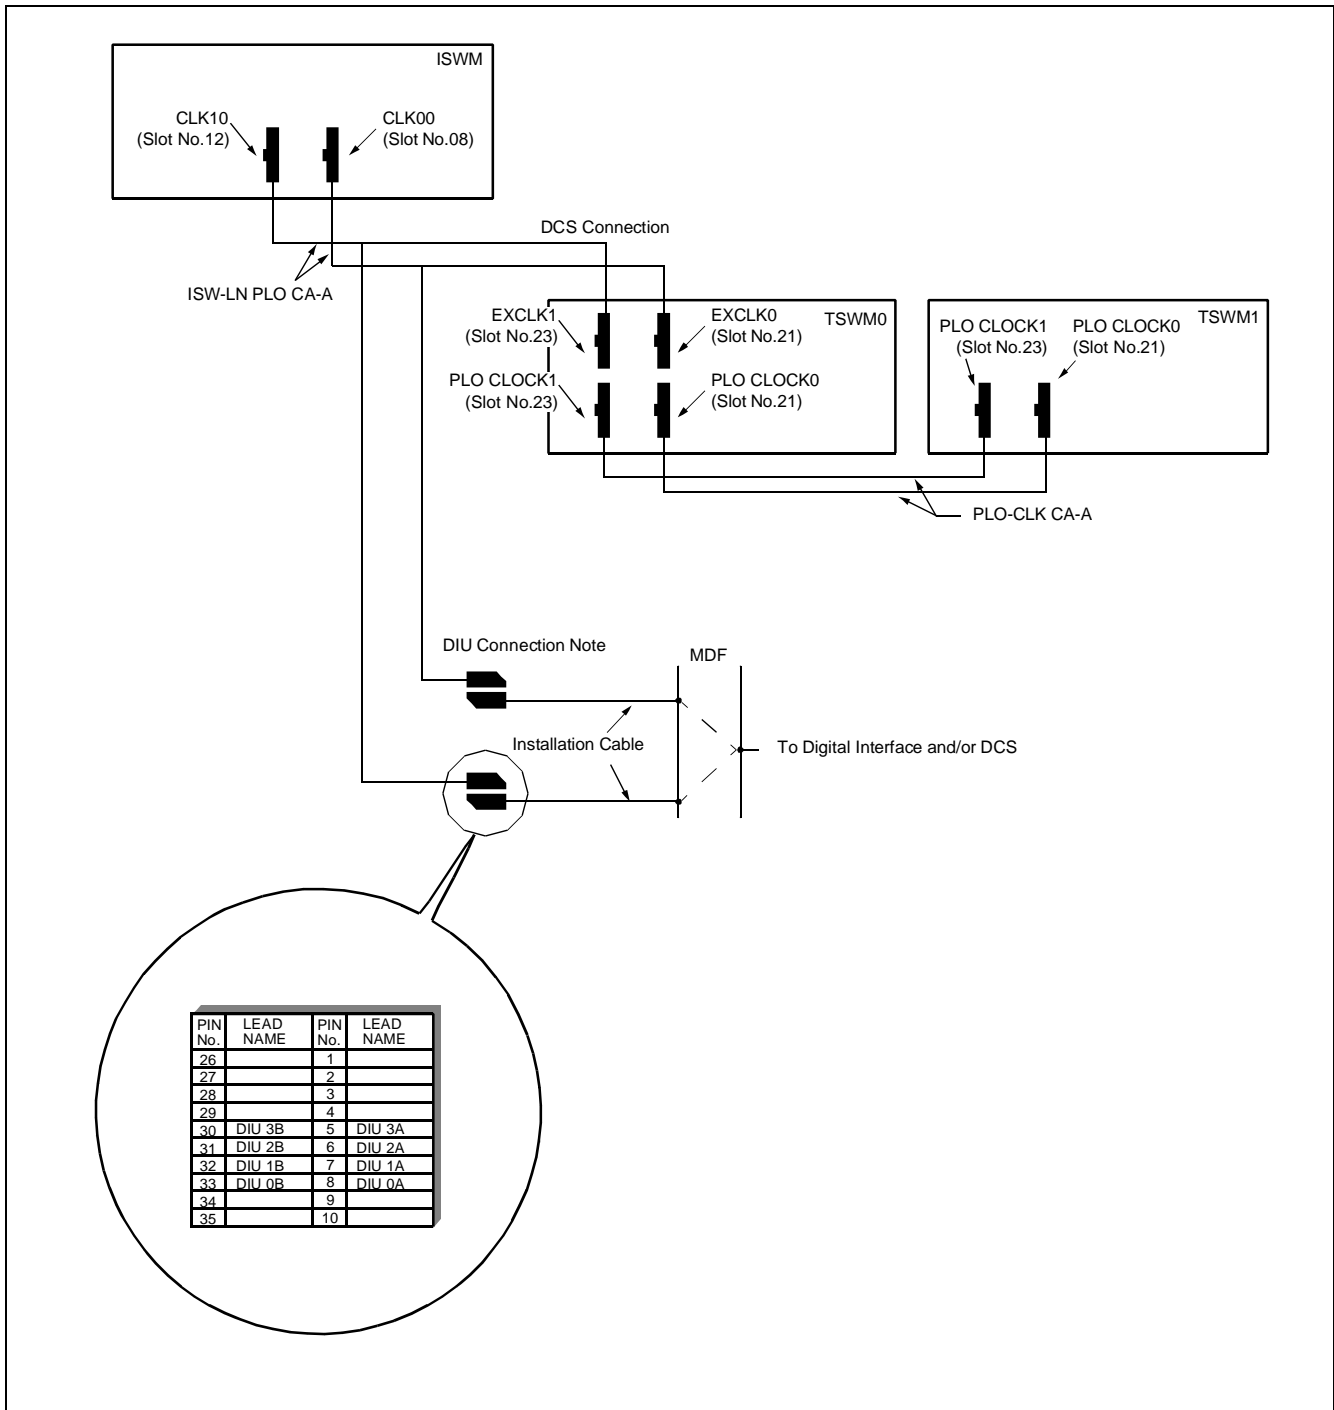 ISWM
CLK10
(Slot No.12)
CLK00
(Slot No.08)
DCS Connection
ISW-LN PLO CA-A
EXCLK1
(Slot No.23)
EXCLK0
(Slot No.21)
TSWM0
PLO CLOCK1
(Slot No.23)
PLO CLOCK0
(Slot No.21)
TSWM1
PLO CLOCK1
(Slot No.23)
PLO CLOCK0
(Slot No.21)
PLO-CLK CA-A
DIU Connection Note
MDF
Installation Cable
To Digital Interface and/or DCS
PIN No. LEAD NAME PIN No. LEAD NAME
26 1
27 2
28 3
29 4
30 DIU 3B 5 DIU 3A
31 DIU 2B 6 DIU 2A
32 DIU 1B 7 DIU 1A
33 DIU 0B 8 DIU 0A
34 9
35 10